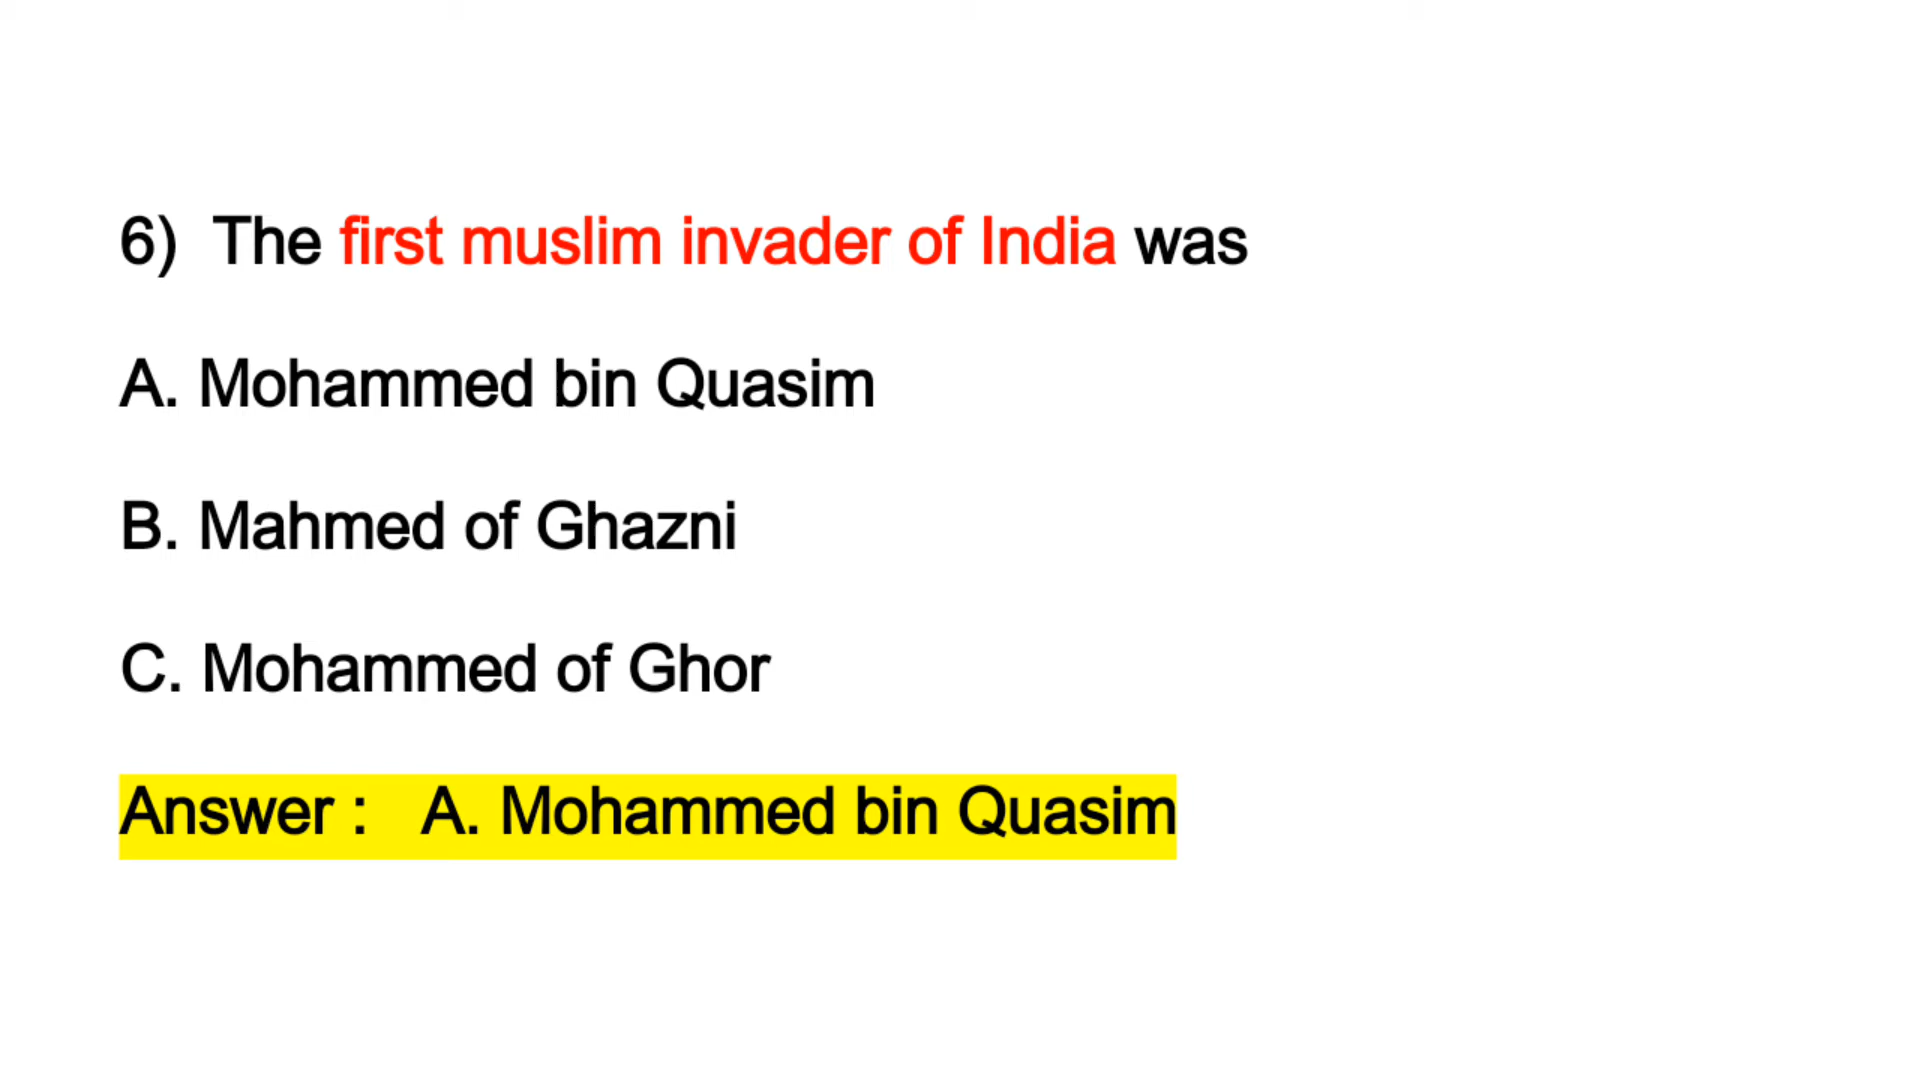 6) The first muslim invader of India was
A. Mohammed bin Quasim
B. Mahmed of Ghazni
C. Mohammed of Ghor
Answer : A. Mohammed bin Quasim